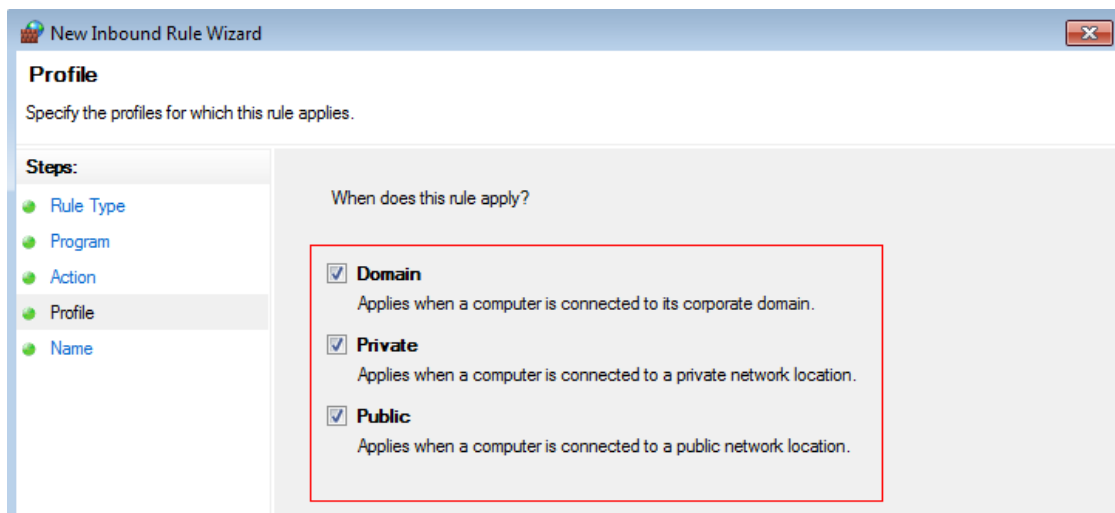 New Inbound Rule Wizard
Profile
Specify the profiles for which this rule applies.
Steps:
Rule Type
Program
Action
Profile
Name
When does this rule apply?
Domain
Applies when a computer is connected to its corporate domain.
Private
Applies when a computer is connected to a private network location.
Public
Applies when a computer is connected to a public network location.